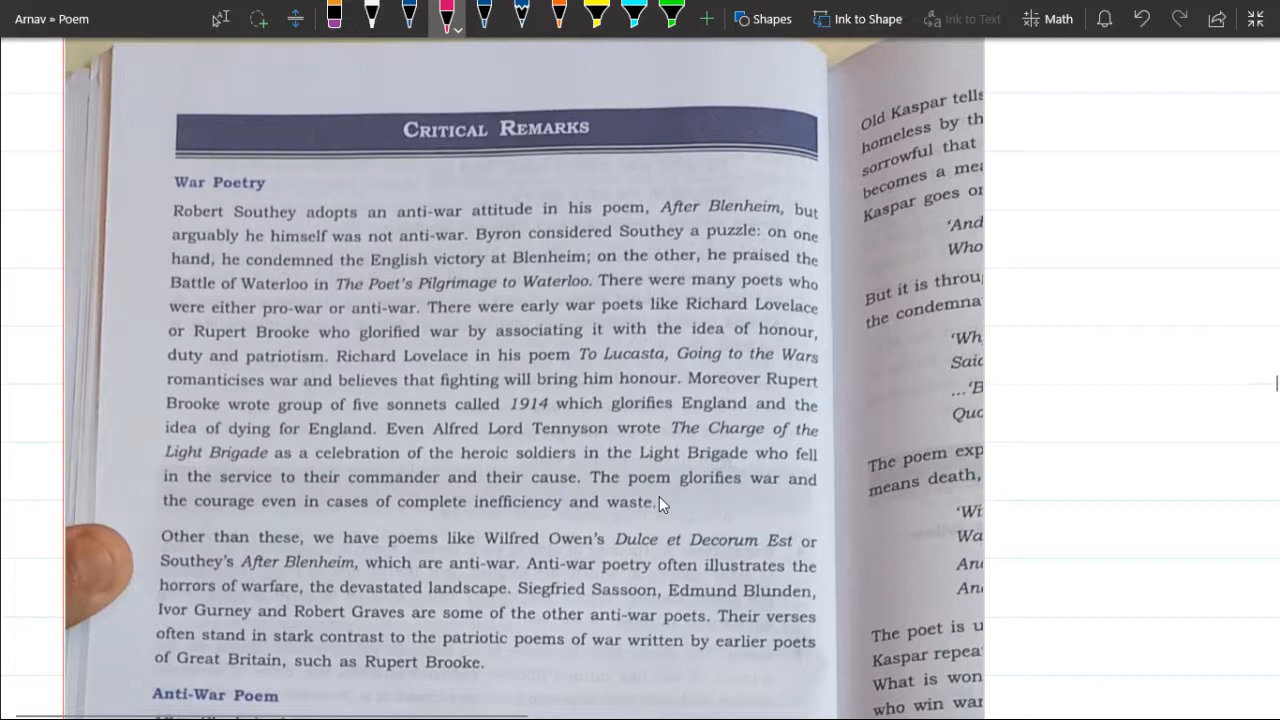 Arnav » Poem
Shapes
Ink to Shape
Ink to Text
Math
CRITICAL REMARKS
War Poetry
Robert Southey adopts an anti-war attitude in his poem, After Blenheim, but
arguably he himself was not anti-war. Byron considered Southey a puzzle: on one
hand, he condemned the English victory at Blenheim; on the other, he praised the
Battle of Waterloo in The Poet's Pilgrimage to Waterloo. There were many poets who
were either pro-war or anti-war. There were early war poets like Richard Lovelace
or Rupert Brooke who glorified war by associating it with the idea of honour,
duty and patriotism. Richard Lovelace in his poem To Lucasta, Going to the Wars
romanticises war and believes that fighting will bring him honour. Moreover Rupert
Brooke wrote group of five sonnets called 1914 which glorifies England and the
idea of dying for England. Even Alfred Lord Tennyson wrote The Charge of the
Light Brigade as a celebration of the heroic soldiers in the Light Brigade who fell
in the service to their commander and their cause. The poem glorifies war and
the courage even in cases of complete inefficiency and waste.
Other than these, we have poems like Wilfred Owen's Dulce et Decorum Est or
Southey's After Blenheim, which are anti-war. Anti-war poetry often illustrates the
horrors of warfare, the devastated landscape. Siegfried Sassoon, Edmund Blunden,
Ivor Gurney and Robert Graves are some of the other anti-war poets. Their verses
often stand in stark contrast to the patriotic poems of war written by earlier poets
of Great Britain, such as Rupert Brooke.
Anti-War Poem
Old Kaspar tells
homeless by th
sorrowful that
becomes a mea
Kaspar goes on
'And
Who
But it is throu
the condemna
'Wh
Said
...'B
Quo
The poem exp
means death,
'Wi
Wa
An
An
The poet is u
Kaspar repea
What is won
who win war